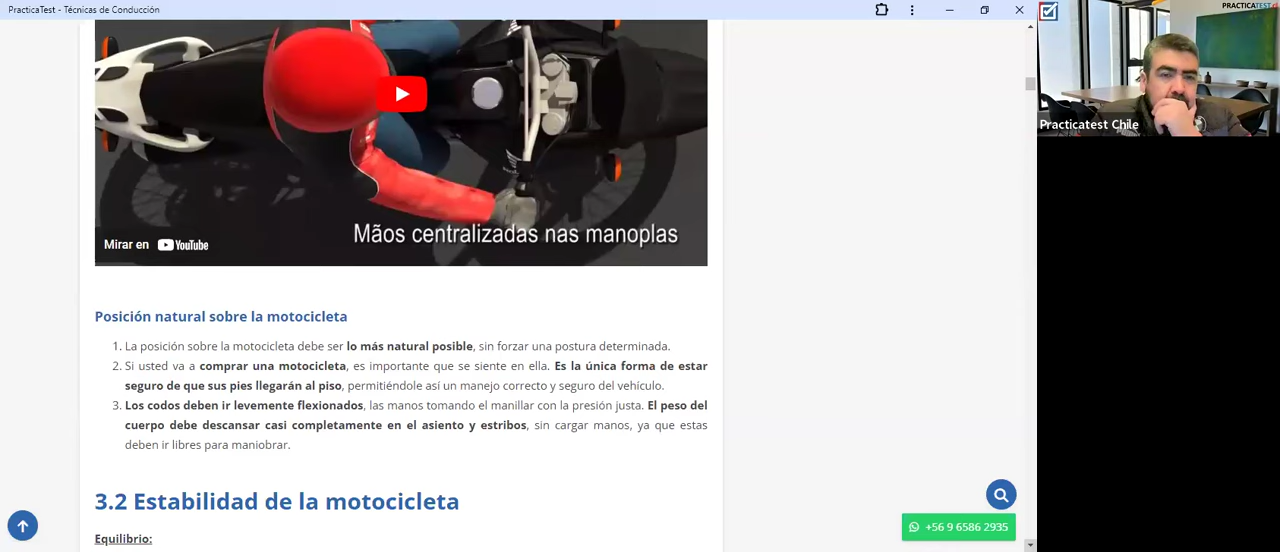 PracticaTest - Técnicas de Conducción
PRACTICATEST
Practicatest Chile
Mãos centralizadas nas manoplas
Mirar en YouTube
Posición natural sobre la motocicleta
1. La posición sobre la motocicleta debe ser lo más natural posible, sin forzar una postura determinada.
2. Si usted va a comprar una motocicleta, es importante que se siente en ella. Es la única forma de estar
seguro de que sus pies llegarán al piso, permitiéndole así un manejo correcto y seguro del vehículo.
3. Los codos deben ir levemente flexionados, las manos tomando el manillar con la presión justa. El peso del
cuerpo debe descansar casi completamente en el asiento y estribos, sin cargar manos, ya que estas
deben ir libres para maniobrar.
3.2 Estabilidad de la motocicleta
+56 9 6586 2935
Equilibrio: